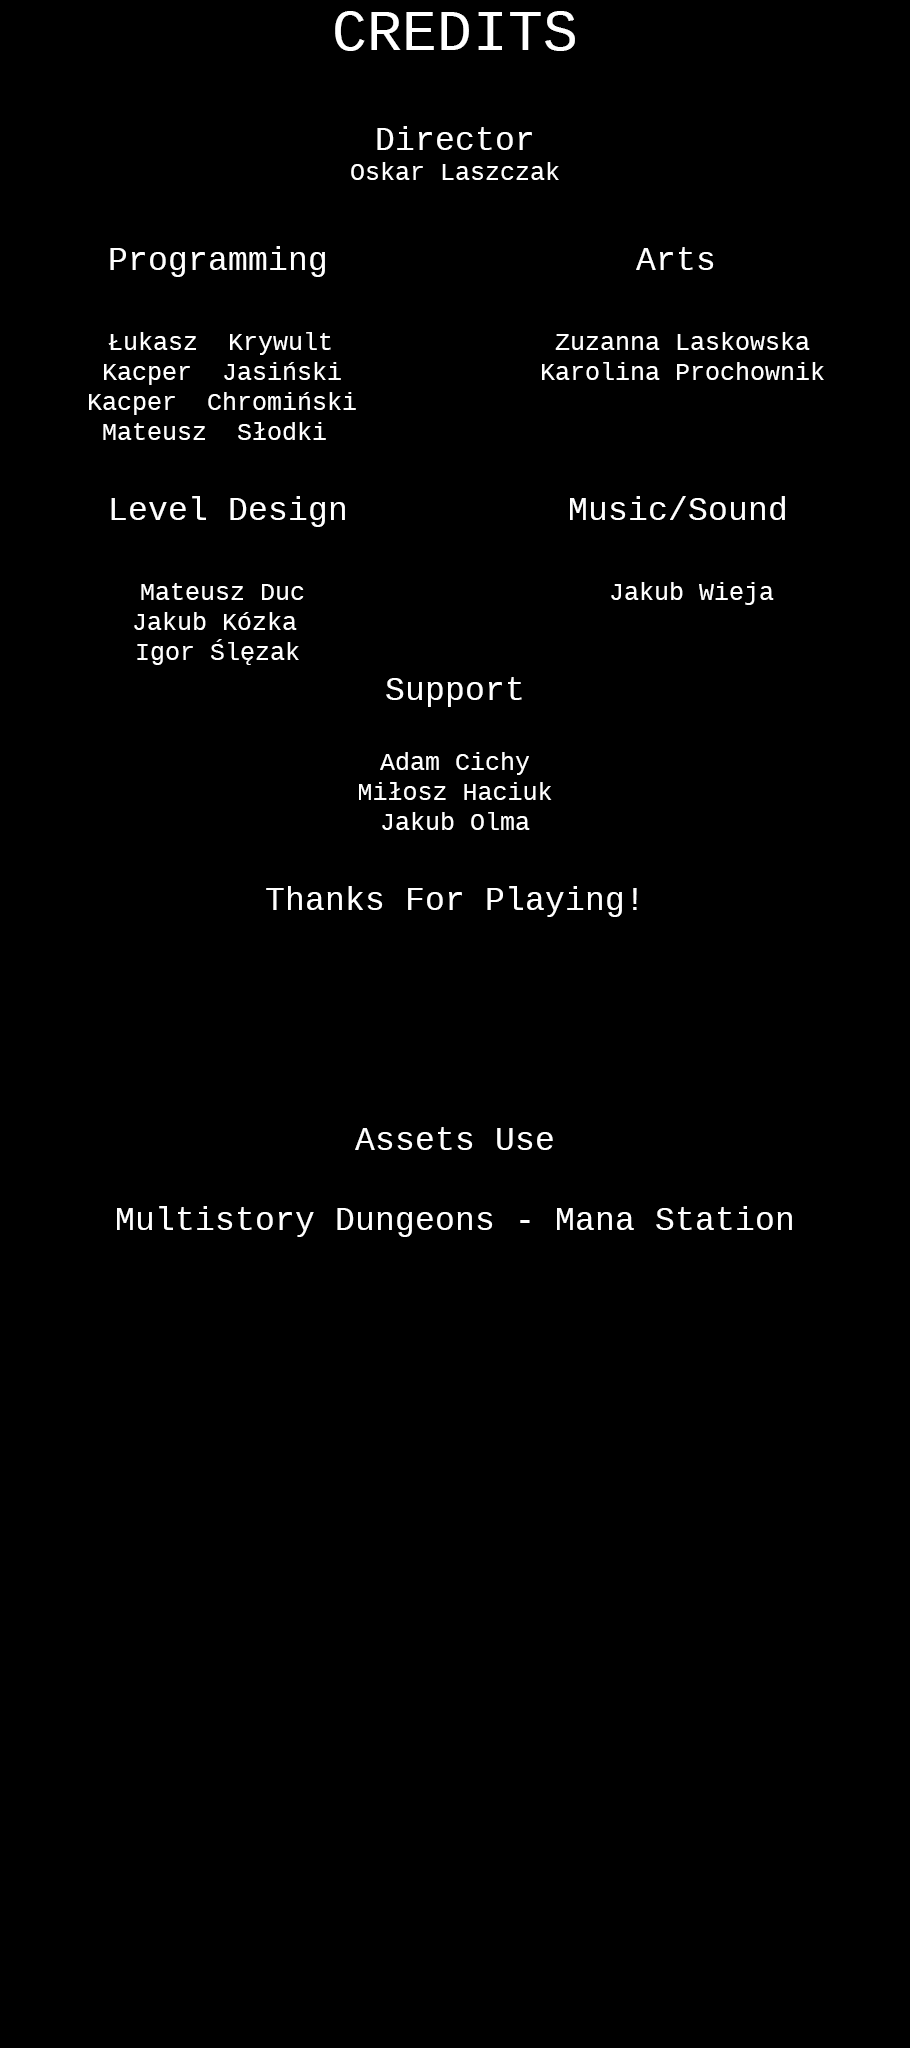 CREDITS
Director
Oskar Laszczak
Programming
Łukasz  Krywult
Kacper  Jasiński
Kacper  Chromiński
Mateusz  Słodki
Arts
Zuzanna Laskowska
Karolina Prochownik
Level Design
Mateusz Duc
Jakub Kózka
Igor Ślęzak
Music/Sound
Jakub Wieja
Support
Adam Cichy
Miłosz Haciuk
Jakub Olma
Thanks For Playing!
Assets Use
Multistory Dungeons - Mana Station